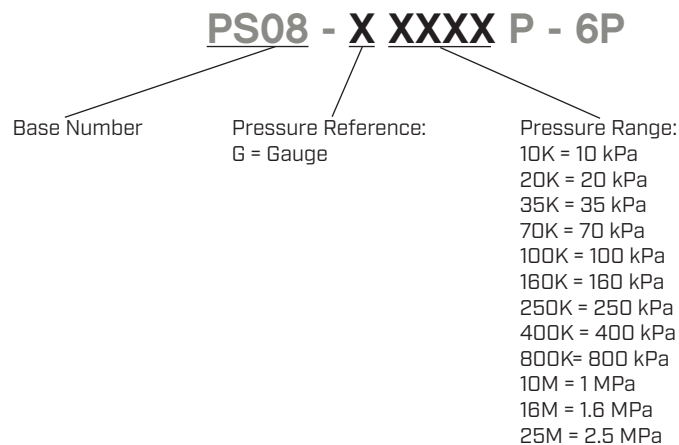 PS08 - X XXXX P - 6P
Base Number
Pressure Reference:
G = Gauge
Pressure Range:
10K = 10 kPa
20K = 20 kPa
35K = 35 kPa
70K = 70 kPa
100K = 100 kPa
160K = 160 kPa
250K = 250 kPa
400K = 400 kPa
800K= 800 kPa
10M = 1 MPa
16M = 1.6 MPa
25M = 2.5 MPa